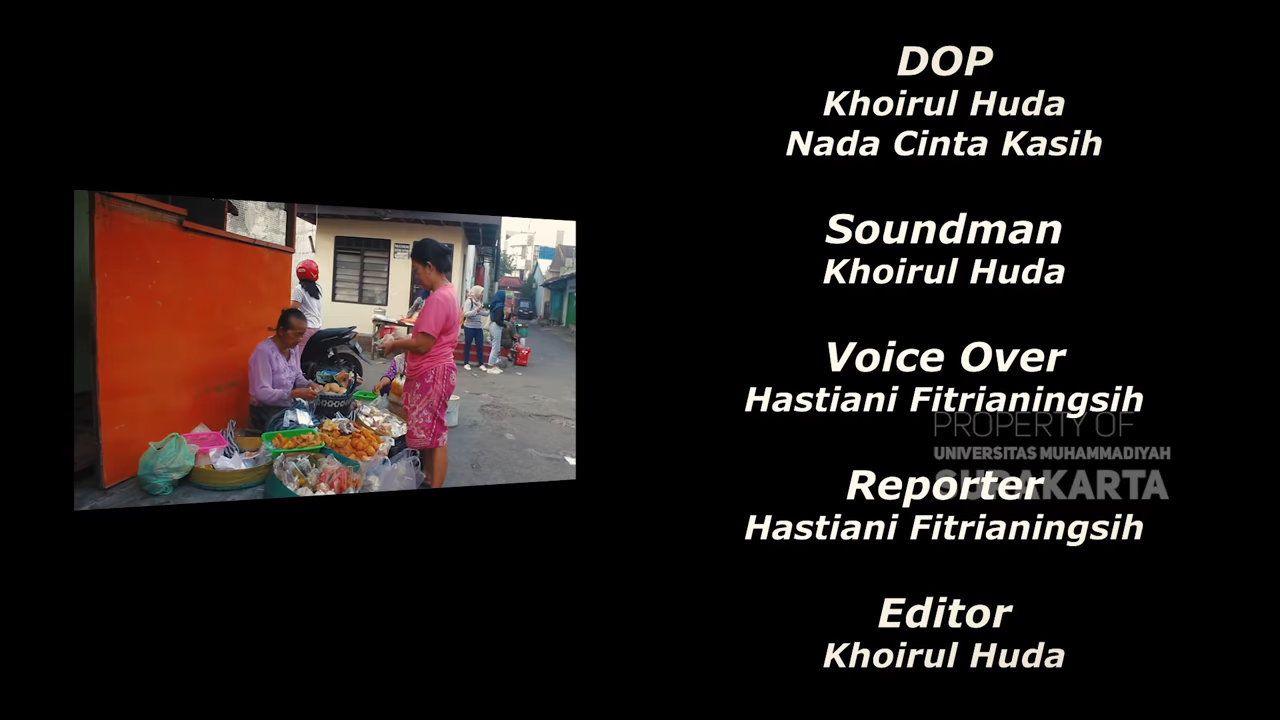 DOP
Khoirul Huda
Nada Cinta Kasih
Soundman
Khoirul Huda
Voice Over
Hastiani Fitrianingsih
PROPERTY OF
UNIVERSITAS MUHAMMADIYAH
SURAKARTA
Reporter
Hastiani Fitrianingsih
Editor
Khoirul Huda